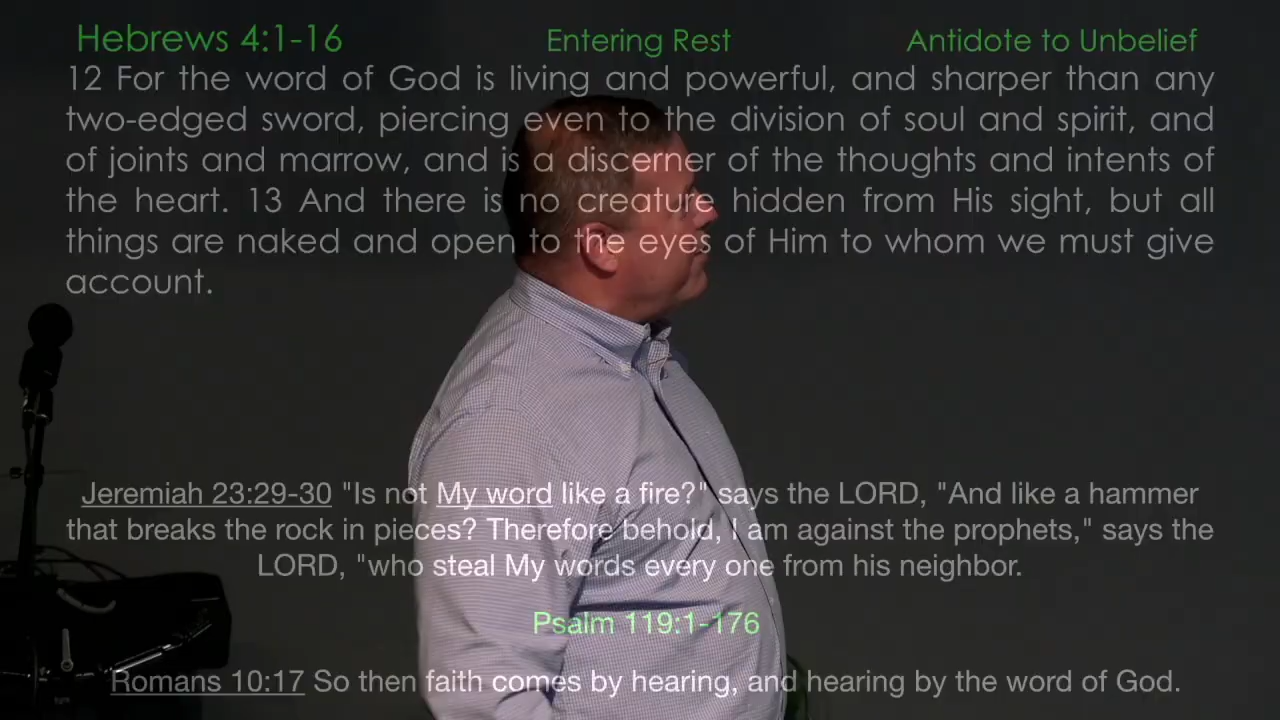 Hebrews 4:1-16 Entering Rest Antidote to Unbelief
12 For the word of God is living and powerful, and sharper than any
two-edged sword, piercing even to the division of soul and spirit, and
of joints and marrow, and is a discerner of the thoughts and intents of
the heart. 13 And there is no creature hidden from His sight, but all
things are naked and open to the eyes of Him to whom we must give
account.
Jeremiah 23:29-30 "Is not My word like a fire?" says the LORD, "And like a hammer
that breaks the rock in pieces? Therefore behold, I am against the prophets," says the
LORD, "who steal My words every one from his neighbor.
Psalm 119:1-176
Romans 10:17 So then faith comes by hearing, and hearing by the word of God.